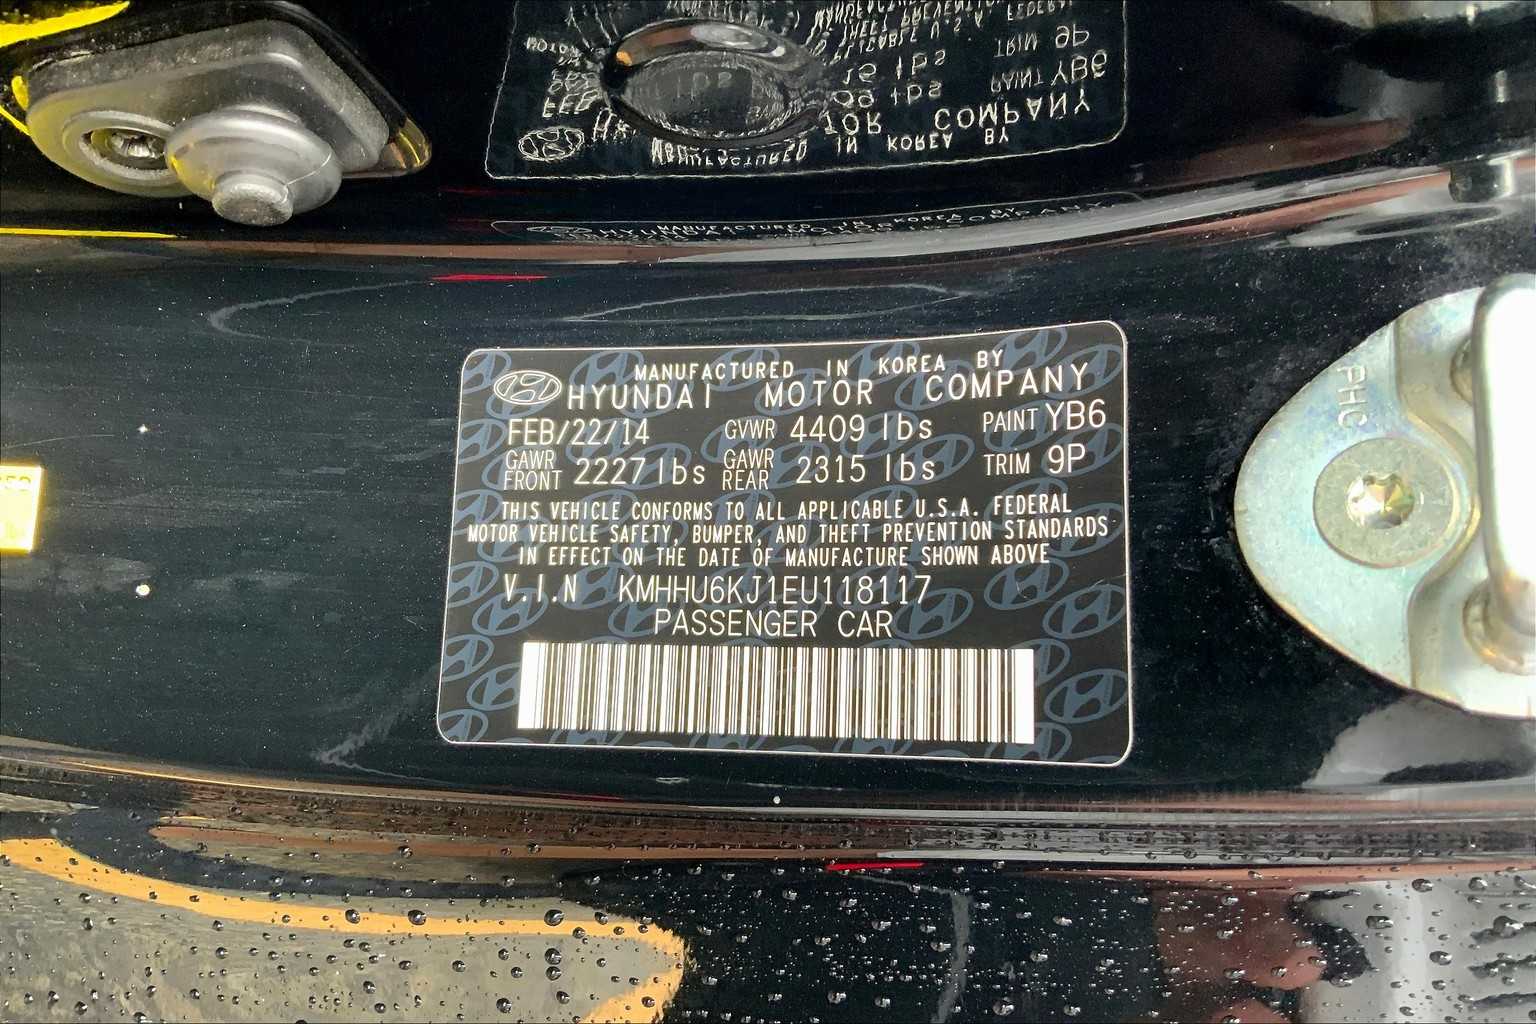 MANUFACTURED IN KOREA BY
HYUNDAI MOTOR COMPANY
FEB/22/14 GVWR 4409 lbs PAINT YB6
GAWR FRONT 2227 lbs GAWR REAR 2315 lbs TRIM 9P
THIS VEHICLE CONFORMS TO ALL APPLICABLE U.S.A. FEDERAL
MOTOR VEHICLE SAFETY, BUMPER, AND THEFT PREVENTION STANDARDS
IN EFFECT ON THE DATE OF MANUFACTURE SHOWN ABOVE
V.I.N KMHHU6KJ1EU118117
PASSENGER CAR
PHC